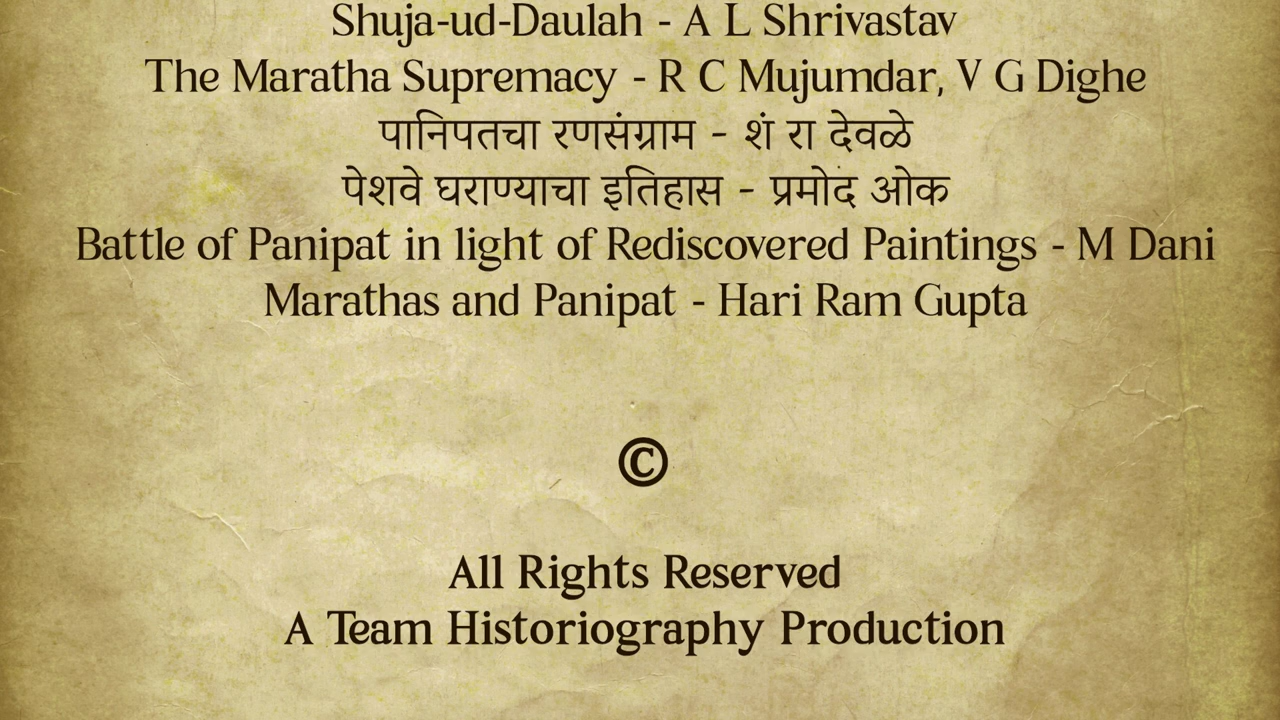 Shuja-ud-Daulah - A L Shrivastav
The Maratha Supremacy - R C Mujumdar, V G Dighe
पानिपतचा रणसंग्राम - शं रा देवळे
पेशवे घराण्याचा इतिहास - प्रमोद ओक
Battle of Panipat in light of Rediscovered Paintings - M Dani
Marathas and Panipat - Hari Ram Gupta
©
All Rights Reserved
A Team Historiography Production